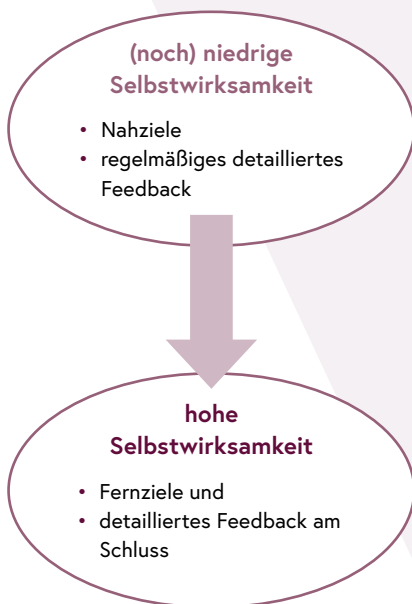 (noch) niedrige
Selbstwirksamkeit
• Nahziele
• regelmäßiges detailliertes
Feedback
hohe
Selbstwirksamkeit
• Fernziele und
• detailliertes Feedback am
Schluss